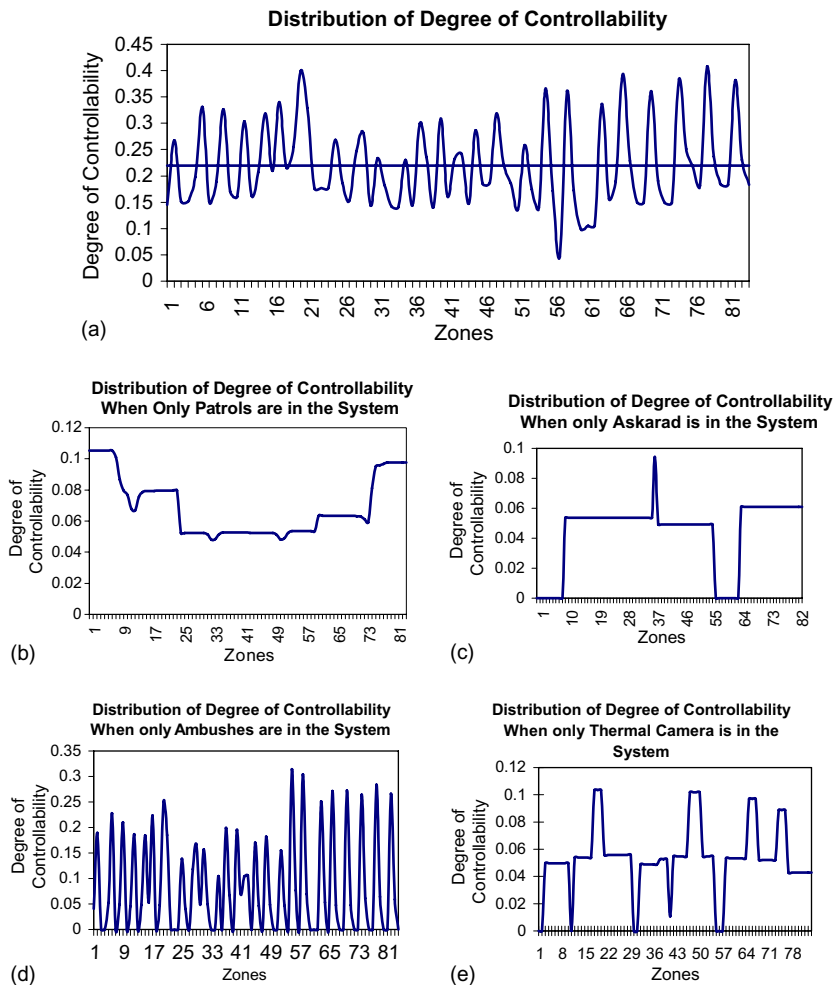 Distribution of Degree of Controllability
Degree of Controllability
0.45
0.4
0.35
0.3
0.25
0.2
0.15
0.1
0.05
0
1 6 11 16 21 26 31 36 41 46 51 56 61 66 71 76 81
Zones
(a)
Distribution of Degree of Controllability
When Only Patrols are in the System
Degree of
Controllability
0.12
0.1
0.08
0.06
0.04
0.02
0
1 9 17 25 33 41 49 57 65 73 81
Zones
(b)
Distribution of Degree of Controllability
When only Askarad is in the System
Degree of
Controllability
0.1
0.08
0.06
0.04
0.02
0
1 10 19 28 37 46 55 64 73 82
Zones
(c)
Distribution of Degree of Controllability
When only Ambushes are in the System
Degree of
Controllability
0.35
0.3
0.25
0.2
0.15
0.1
0.05
0
1 9 17 25 33 41 49 57 65 73 81
Zones
(d)
Distribution of Degree of Controllability
When only Thermal Camera is in the
System
Degree of
Controllability
0.12
0.1
0.08
0.06
0.04
0.02
0
1 8 15 22 29 36 43 50 57 64 71 78
Zones
(e)